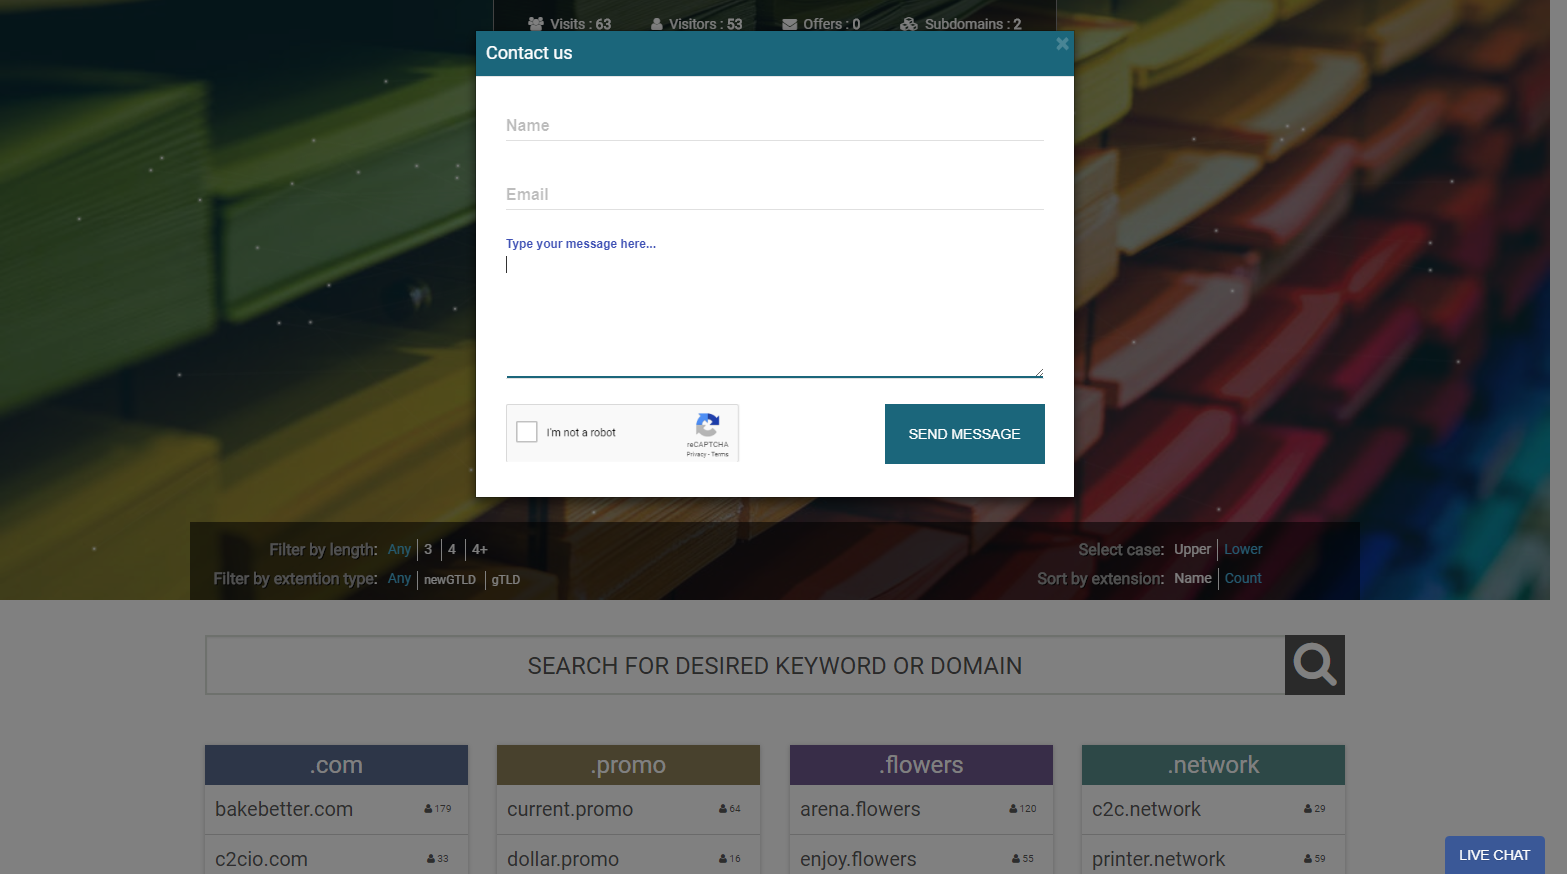 Visits : 63 Visitors : 53 Offers : 0 Subdomains : 2
Contact us
Name
Email
Type your message here...
I'm not a robot
reCAPTCHA
Privacy - Terms
SEND MESSAGE
Filter by length: Any 3 4 4+
Select case: Upper Lower
Filter by extention type: Any newGTLD gTLD
Sort by extension: Name Count
SEARCH FOR DESIRED KEYWORD OR DOMAIN
.com .promo .flowers .network
bakebetter.com 179 current.promo 64 arena.flowers 120 c2c.network 29
c2cio.com 33 dollar.promo 16 enjoy.flowers 55 printer.network 59
LIVE CHAT